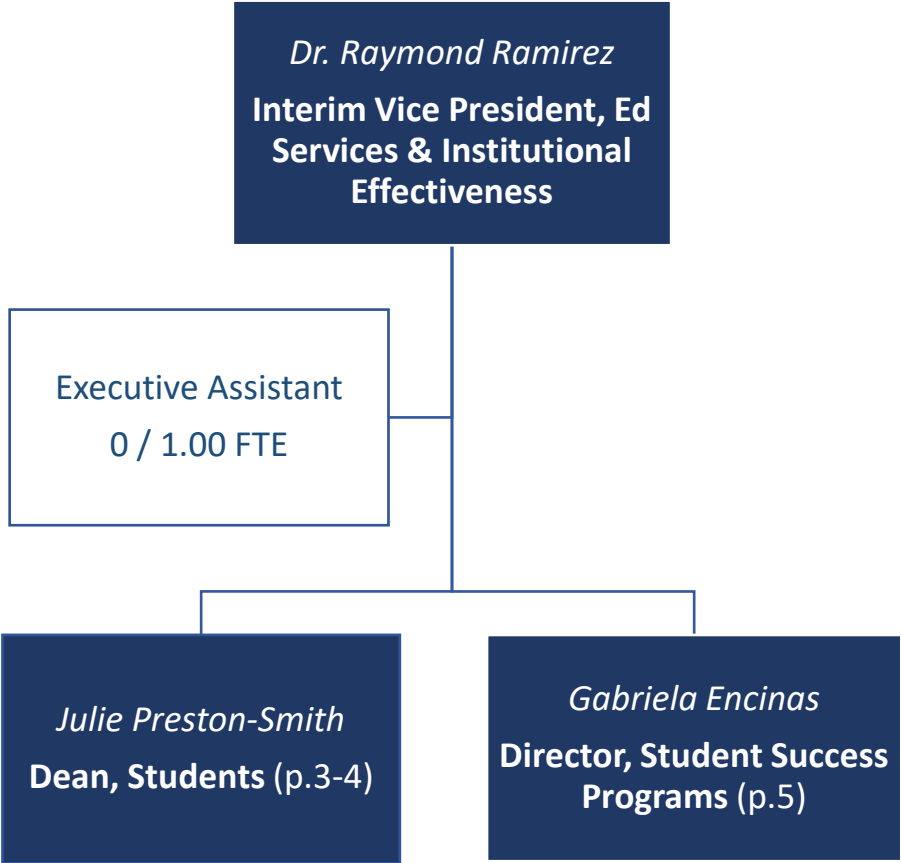 Dr. Raymond Ramirez
Interim Vice President, Ed
Services & Institutional
Effectiveness
Executive Assistant
0 / 1.00 FTE
Julie Preston-Smith
Dean, Students (p.3-4)
Gabriela Encinas
Director, Student Success
Programs (p.5)